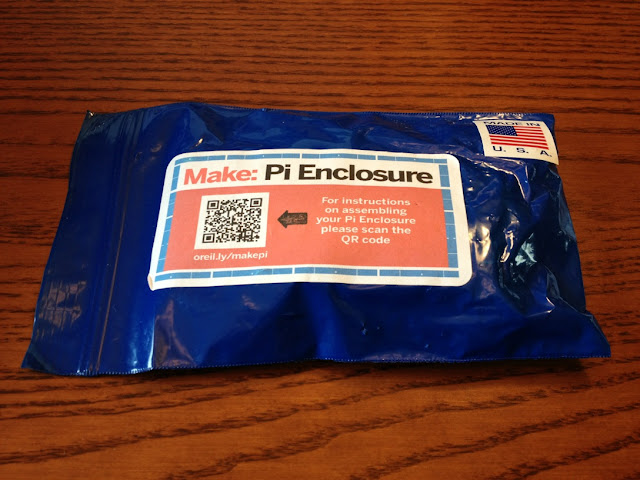 MADE IN
U. S. A.
Make: Pi Enclosure
For instructions
on assembling
your Pi Enclosure
please scan the
QR code
oreil.ly/makepi